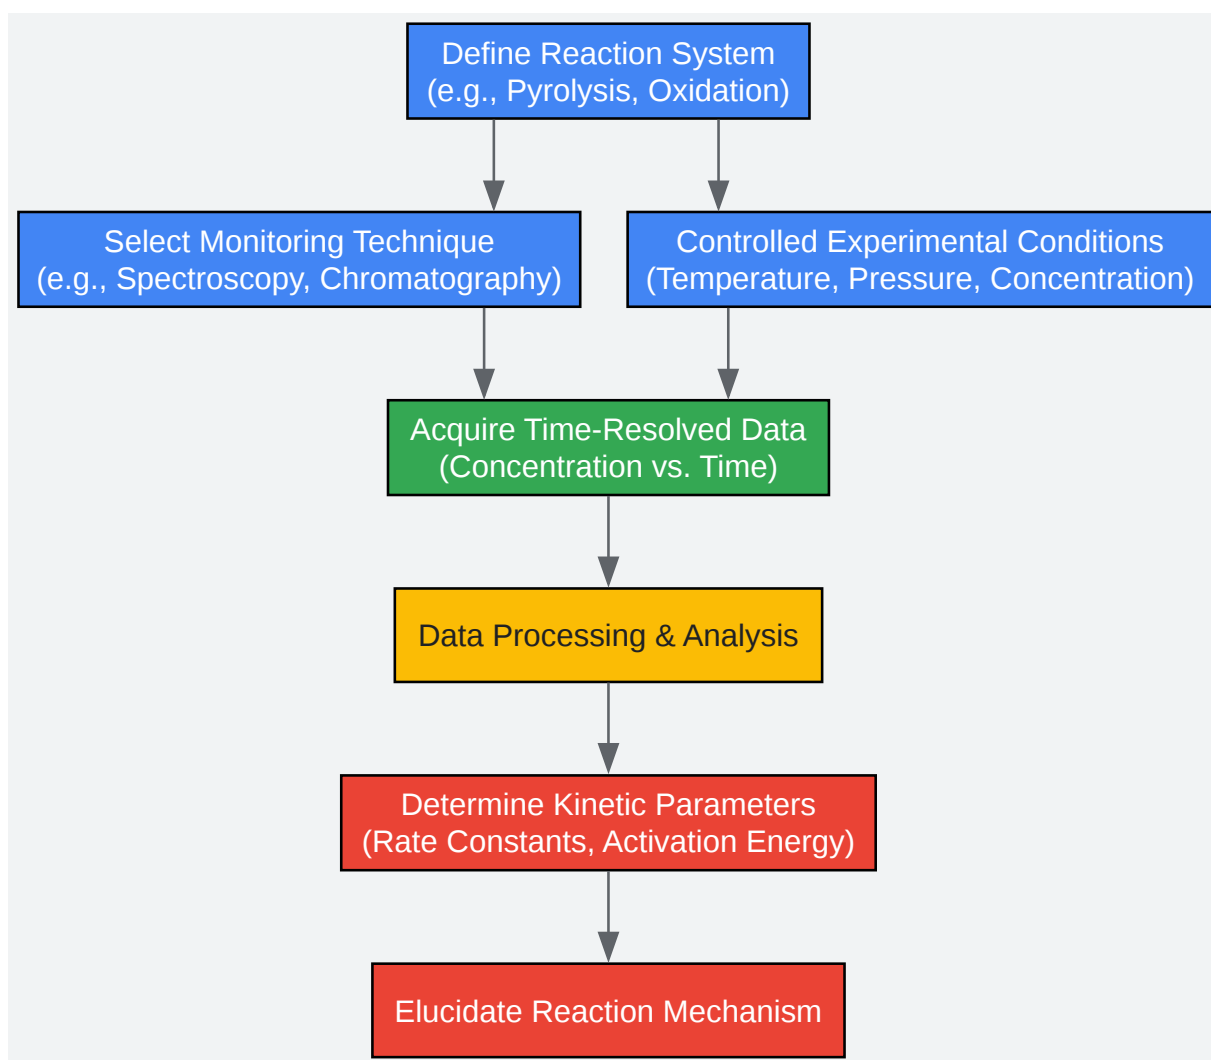 Define Reaction System
(e.g., Pyrolysis, Oxidation)
Select Monitoring Technique
(e.g., Spectroscopy, Chromatography)
Controlled Experimental Conditions
(Temperature, Pressure, Concentration)
Acquire Time-Resolved Data
(Concentration vs. Time)
Data Processing & Analysis
Determine Kinetic Parameters
(Rate Constants, Activation Energy)
Elucidate Reaction Mechanism